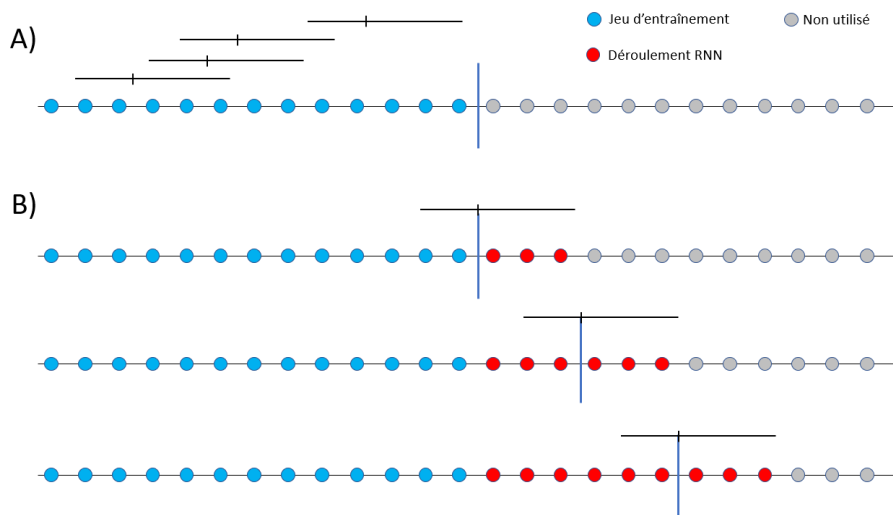 A)
Jeu d'entraînement
Non utilisé
Déroulement RNN
B)